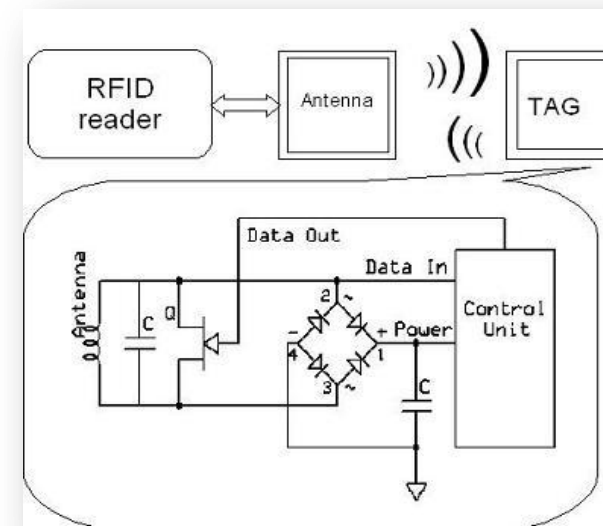 RFID
reader
Antenna
TAG
Data Out
Data In
Antenna
C
Q
2 ~
- +
Power
4 1
3 ~
C
Control
Unit